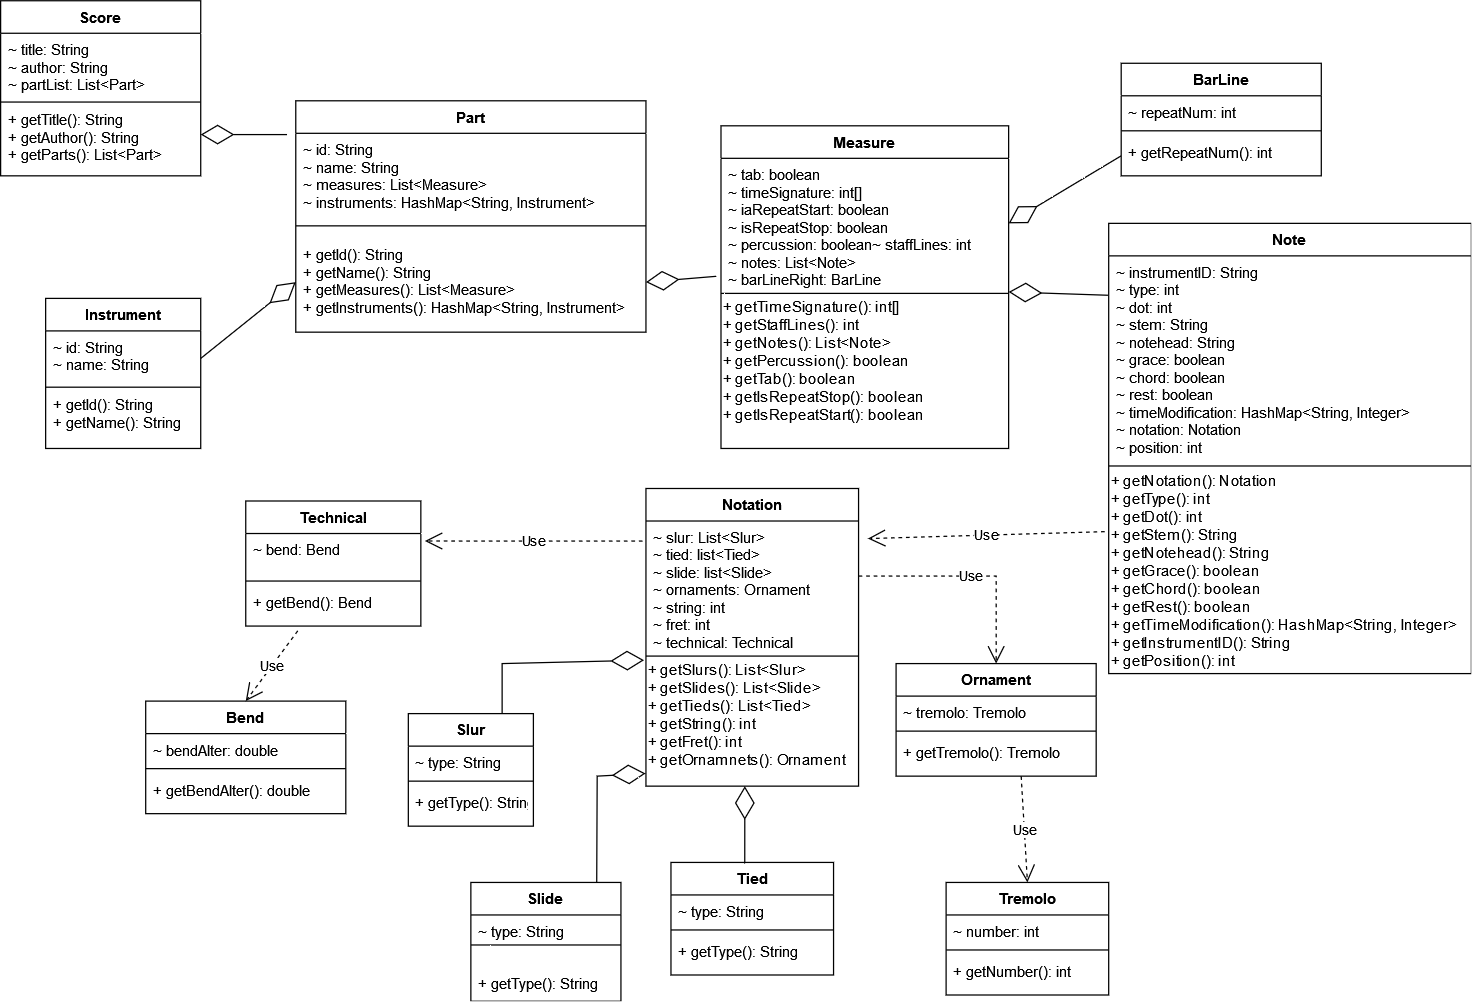 Score
~ title: String
~ author: String
~ partList: List<Part>
+ getTitle(): String
+ getAuthor(): String
+ getParts(): List<Part>
Part
~ id: String
~ name: String
~ measures: List<Measure>
~ instruments: HashMap<String, Instrument>
+ getId(): String
+ getName(): String
+ getMeasures(): List<Measure>
+ getInstruments(): HashMap<String, Instrument>
Instrument
~ id: String
~ name: String
+ getId(): String
+ getName(): String
Measure
~ tab: boolean
~ timeSignature: int[]
~ iaRepeatStart: boolean
~ isRepeatStop: boolean
~ percussion: boolean~ staffLines: int
~ notes: List<Note>
~ barLineRight: BarLine
+ getTimeSignature(): int[]
+ getStaffLines(): int
+ getNotes(): List<Note>
+ getPercussion(): boolean
+ getTab(): boolean
+ getIsRepeatStop(): boolean
+ getIsRepeatStart(): boolean
BarLine
~ repeatNum: int
+ getRepeatNum(): int
Note
~ instrumentID: String
~ type: int
~ dot: int
~ stem: String
~ notehead: String
~ grace: boolean
~ chord: boolean
~ rest: boolean
~ timeModification: HashMap<String, Integer>
~ notation: Notation
~ position: int
+ getNotation(): Notation
+ getType(): int
+ getDot(): int
+ getStem(): String
+ getNotehead(): String
+ getGrace(): boolean
+ getChord(): boolean
+ getRest(): boolean
+ getTimeModification(): HashMap<String, Integer>
+ getInstrumentID(): String
+ getPosition(): int
Use
Notation
~ slur: List<Slur>
~ tied: list<Tied>
~ slide: list<Slide>
~ ornaments: Ornament
~ string: int
~ fret: int
~ technical: Technical
+ getSlurs(): List<Slur>
+ getSlides(): List<Slide>
+ getTieds(): List<Tied>
+ getString(): int
+ getFret(): int
+ getOrnamnets(): Ornament
Use
Technical
~ bend: Bend
+ getBend(): Bend
Use
Bend
~ bendAlter: double
+ getBendAlter(): double
Slur
~ type: String
+ getType(): Strin
Slide
~ type: String
+ getType(): String
Tied
~ type: String
+ getType(): String
Use
Ornament
~ tremolo: Tremolo
+ getTremolo(): Tremolo
Use
Tremolo
~ number: int
+ getNumber(): int